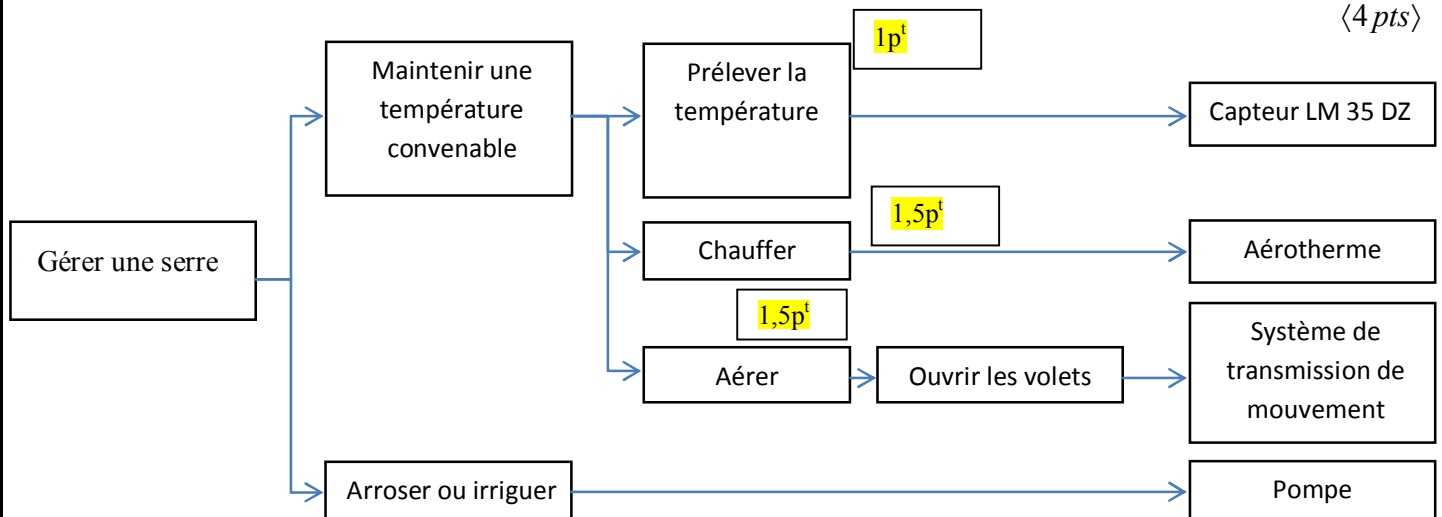 ⟨4 pts⟩
1pᵗ
Maintenir une
température
convenable
Prélever la
température
Capteur LM 35 DZ
1,5pᵗ
Gérer une serre
Chauffer
Aérotherme
1,5pᵗ
Aérer
Ouvrir les volets
Système de
transmission de
mouvement
Arroser ou irriguer
Pompe